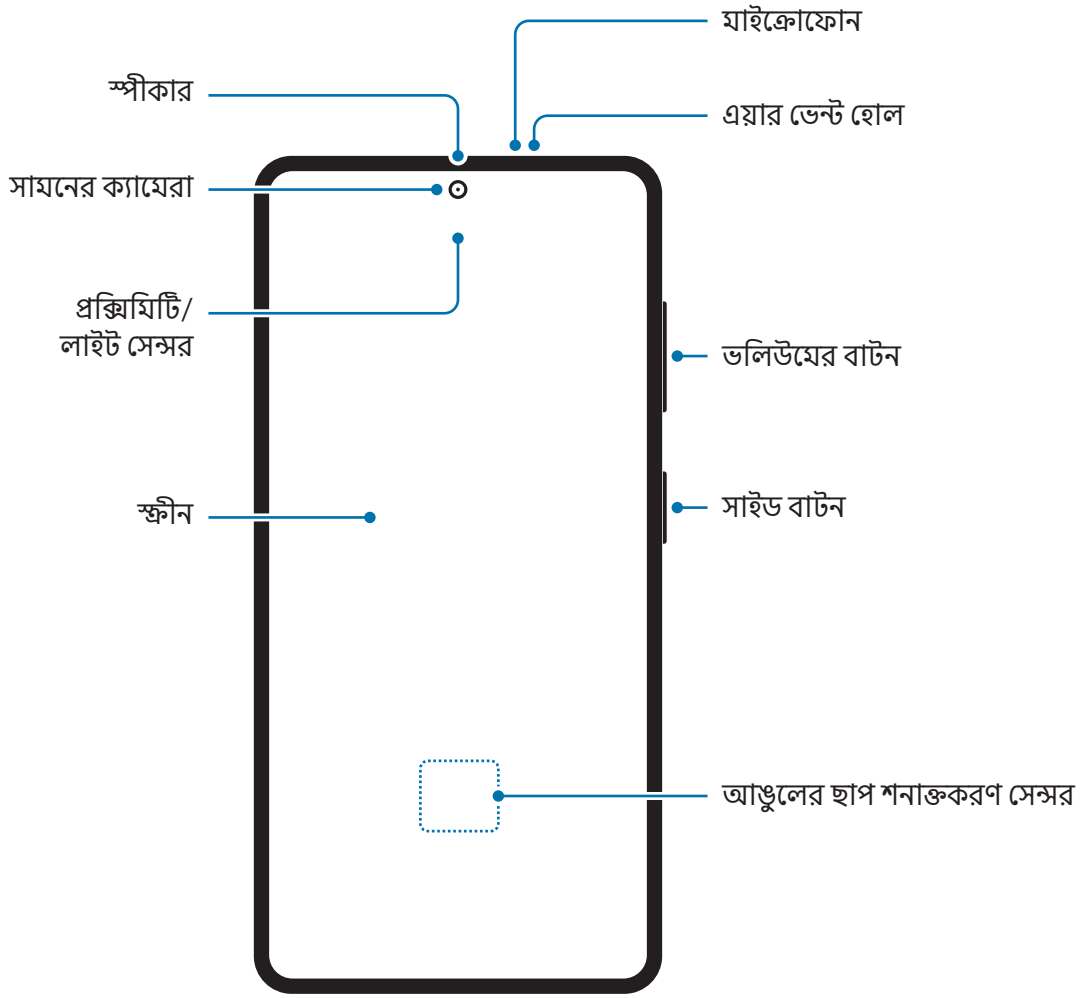 মাইক্রোফোন
স্পীকার
এয়ার ভেন্ট হোল
সামনের ক্যামেরা
প্রক্সিমিটি/
লাইট সেন্সর
ভলিউমের বাটন
স্ক্রীন
সাইড বাটন
আঙুলের ছাপ শনাক্তকরণ সেন্সর